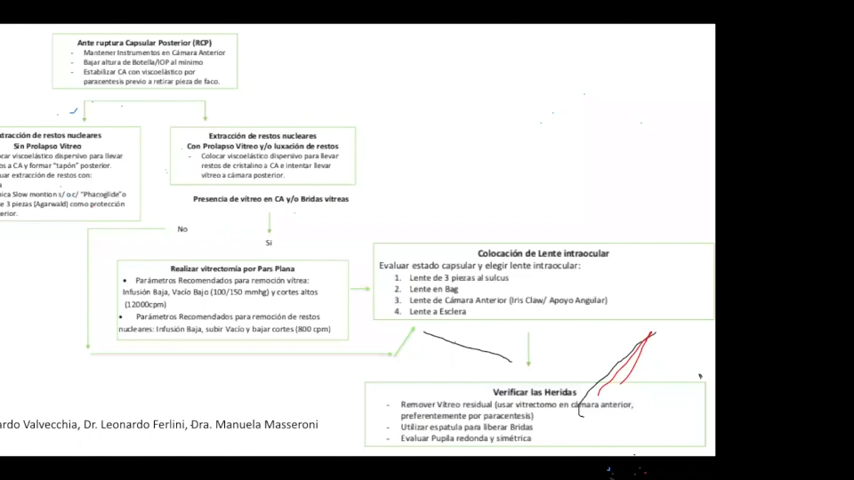 Ante ruptura Capsular Posterior (RCP)
- Mantener Instrumentos en Cámara Anterior
- Bajar altura de Botella/IOP al mínimo
- Estabilizar CA con viscoelástico por
paracentesis previo a retirar pieza de faco.
xtracción de restos nucleares
Sin Prolapso Vítreo
ocar viscoelástico dispersivo para llevar
os a CA y formar "tapón" posterior.
uar extracción de restos con:
a
nica Slow montion s/ o c/ "Phacoglide"o
e 3 piezas (Agarwald) como protección
erior.
Extracción de restos nucleares
Con Prolapso Vítreo y/o luxación de restos
- Colocar viscoelástico dispersivo para llevar
restos de cristalino a CA e intentar llevar
vítreo a cámara posterior.
Presencia de vítreo en CA y/o Bridas vítreas
No
Si
Realizar vitrectomía por Pars Plana
• Parámetros Recomendados para remoción vítrea:
Infusión Baja, Vacío Bajo (100/150 mmhg) y cortes altos
(12000cpm)
• Parámetros Recomendados para remoción de restos
nucleares: Infusión Baja, subir Vacío y bajar cortes (800 cpm)
Colocación de Lente intraocular
Evaluar estado capsular y elegir lente intraocular:
1. Lente de 3 piezas al sulcus
2. Lente en Bag
3. Lente de Cámara Anterior (Iris Claw/ Apoyo Angular)
4. Lente a Esclera
Verificar las Heridas
- Remover Vítreo residual (usar vitrectomo en cámara anterior,
preferentemente por paracentesis)
- Utilizar espatula para liberar Bridas
- Evaluar Pupila redonda y simétrica
ardo Valvecchia, Dr. Leonardo Ferlini, Dra. Manuela Masseroni